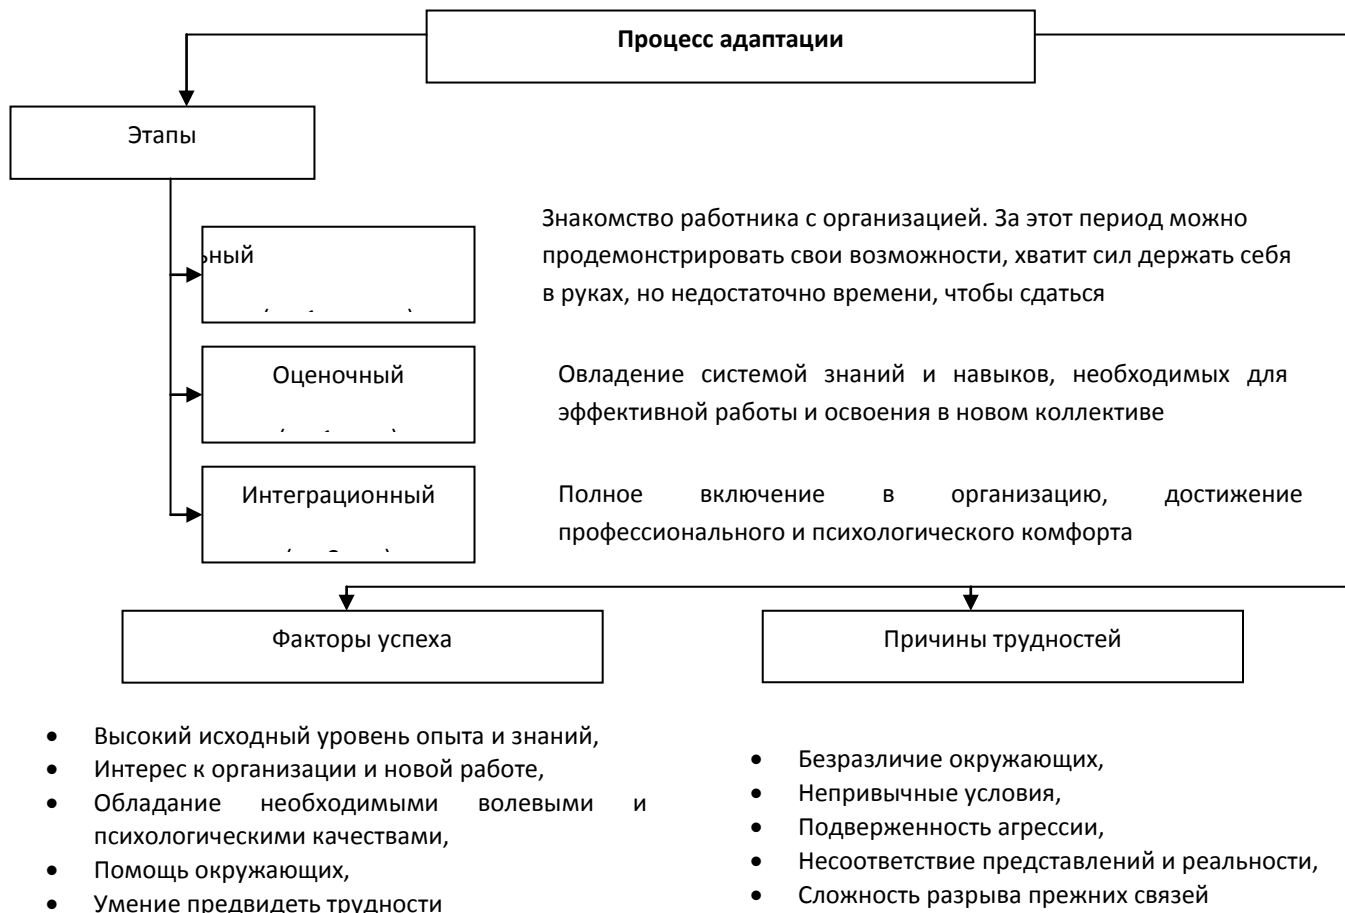 Процесс адаптации
Этапы
ьный
Знакомство работника с организацией. За этот период можно
продемонстрировать свои возможности, хватит сил держать себя
в руках, но недостаточно времени, чтобы сдаться
Оценочный
Овладение системой знаний и навыков, необходимых для
эффективной работы и освоения в новом коллективе
Интеграционный
Полное включение в организацию, достижение
профессионального и психологического комфорта
Факторы успеха
Причины трудностей
• Высокий исходный уровень опыта и знаний,
• Интерес к организации и новой работе,
• Обладание необходимыми волевыми и
психологическими качествами,
• Помощь окружающих,
• Умение предвидеть трудности
• Безразличие окружающих,
• Непривычные условия,
• Подверженность агрессии,
• Несоответствие представлений и реальности,
• Сложность разрыва прежних связей